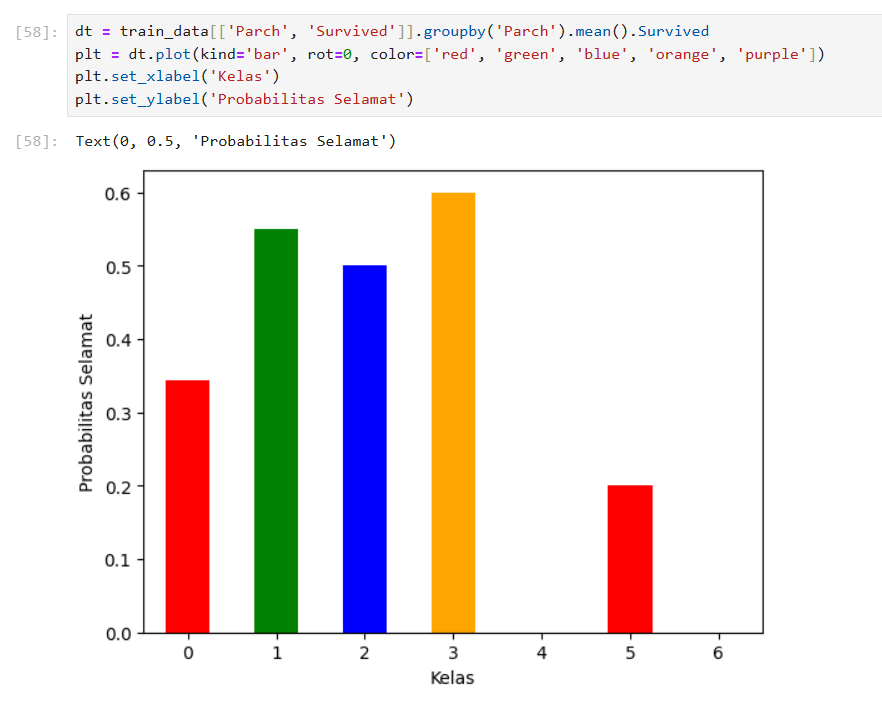 [58]: dt = train_data[['Parch', 'Survived']].groupby('Parch').mean().Survived
plt = dt.plot(kind='bar', rot=0, color=['red', 'green', 'blue', 'orange', 'purple'])
plt.set_xlabel('Kelas')
plt.set_ylabel('Probabilitas Selamat')
[58]: Text(0, 0.5, 'Probabilitas Selamat')
Probabilitas Selamat
0.6
0.5
0.4
0.3
0.2
0.1
0.0
0 1 2 3 4 5 6
Kelas